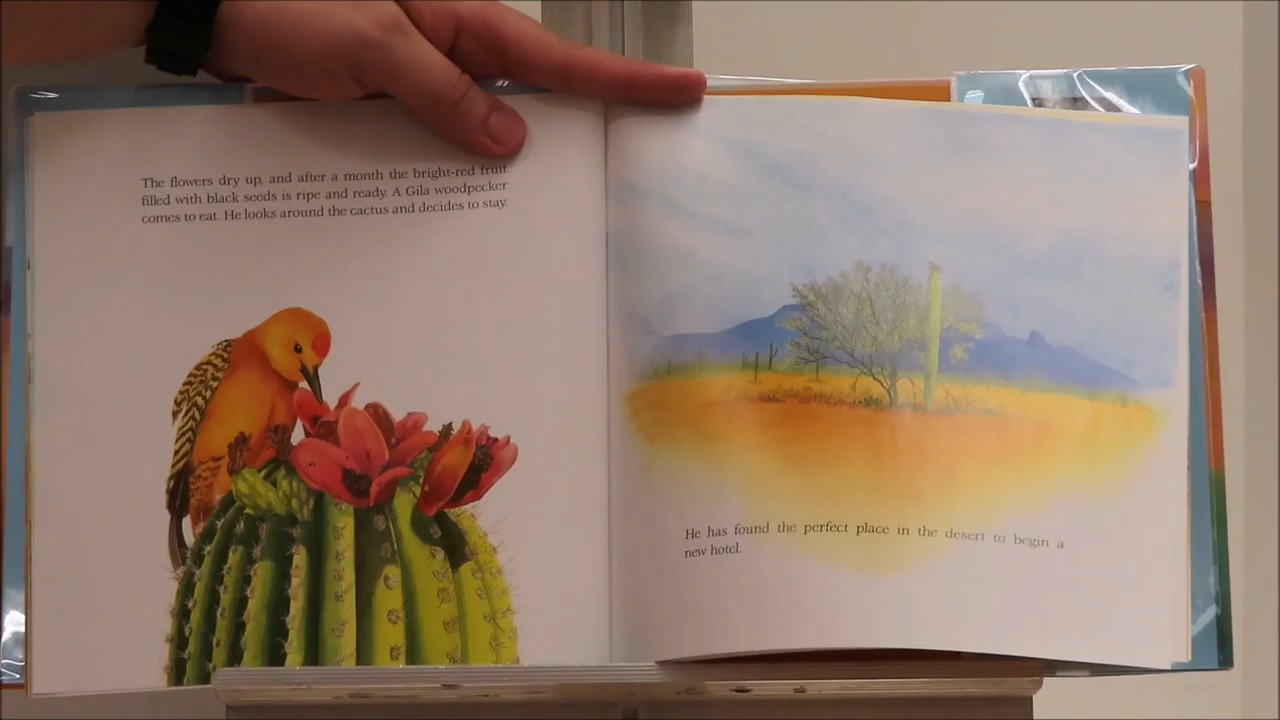 The flowers dry up, and after a month the bright-red fruit
filled with black seeds is ripe and ready. A Gila woodpecker
comes to eat. He looks around the cactus and decides to stay.
He has found the perfect place in the desert to begin a
new hotel.